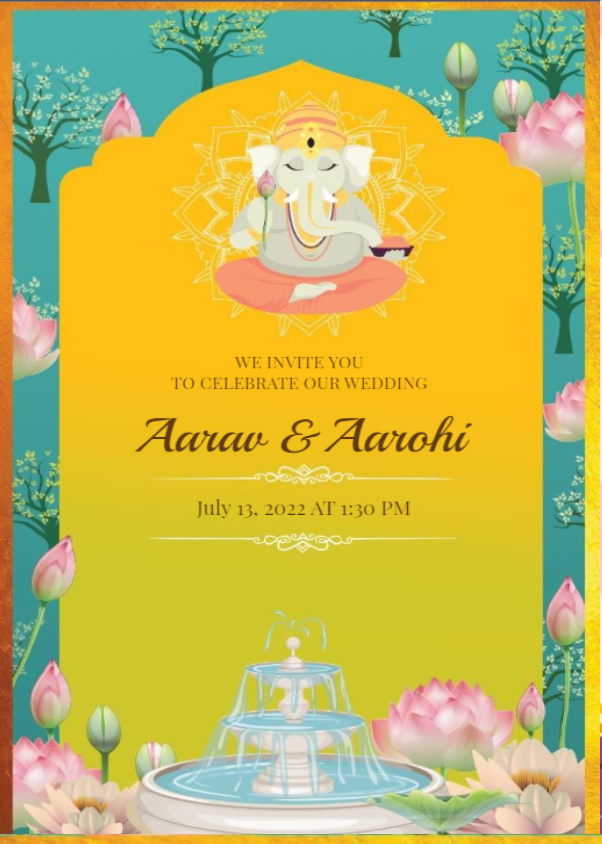 WE INVITE YOU
TO CELEBRATE OUR WEDDING
Aarav & Aarohi
July 13, 2022 AT 1:30 PM